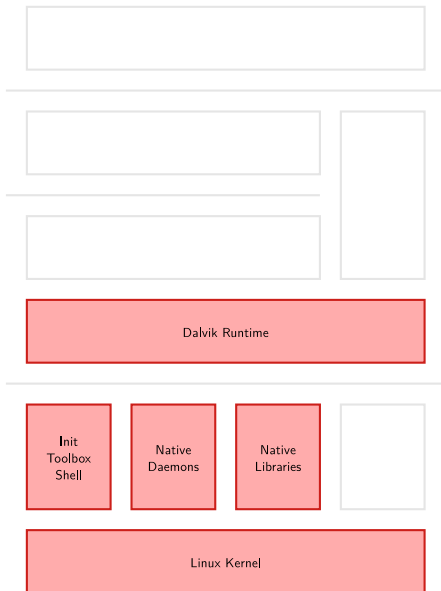 Dalvik Runtime
Init
Toolbox
Shell
Native
Daemons
Native
Libraries
Linux Kernel